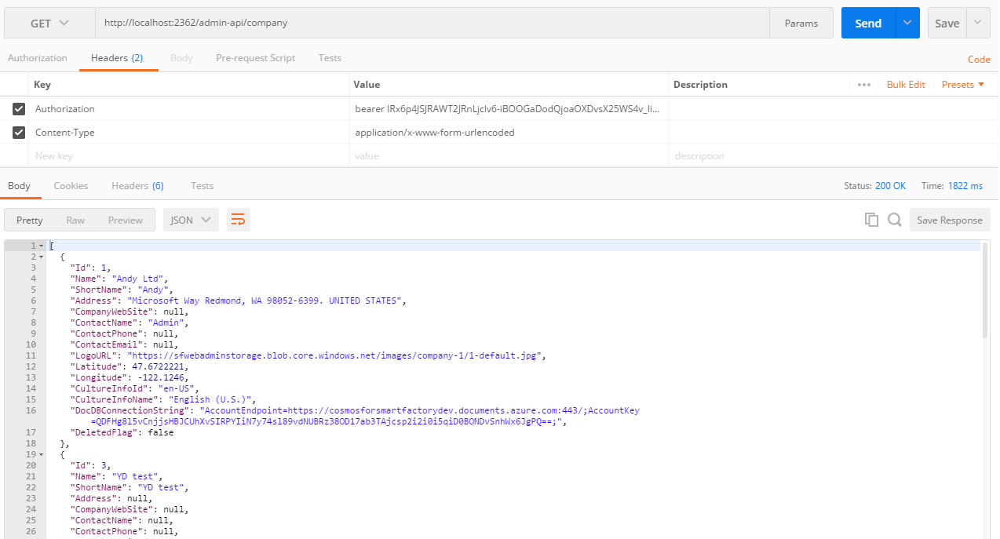 GET http://localhost:2362/admin-api/company Params Send Save
Authorization Headers (2) Body Pre-request Script Tests Code
Key Value Description ••• Bulk Edit Presets
Authorization bearer lRx6p4JSJRAWT2JRnLjclv6-iBOOGaDodQjoaOXDvsX25WS4v_li...
Content-Type application/x-www-form-urlencoded
New key value description
Body Cookies Headers (6) Tests Status: 200 OK Time: 1822 ms
Pretty Raw Preview JSON Save Response
1 [
2 {
3 "Id": 1,
4 "Name": "Andy Ltd",
5 "ShortName": "Andy",
6 "Address": "Microsoft Way Redmond, WA 98052-6399. UNITED STATES",
7 "CompanyWebSite": null,
8 "ContactName": "Admin",
9 "ContactPhone": null,
10 "ContactEmail": null,
11 "LogoURL": "https://sfwebadminstorage.blob.core.windows.net/images/company-1/1-default.jpg",
12 "Latitude": 47.6722221,
13 "Longitude": -122.1246,
14 "CultureInfoId": "en-US",
15 "CultureInfoName": "English (U.S.)",
16 "DocDBConnectionString": "AccountEndpoint=https://cosmosforsmartfactorydev.documents.azure.com:443/;AccountKey
=QDFHg8l5vCnjjsHBJCUhXvSIRPYIiN7y74sl89vdNUBRz38OD17ab3TAjcsp2i2i0i5qiD0BONDvSnhWx6JgPQ==;",
17 "DeletedFlag": false
18 },
19 {
20 "Id": 3,
21 "Name": "YD test",
22 "ShortName": "YD test",
23 "Address": null,
24 "CompanyWebSite": null,
25 "ContactName": null,
26 "ContactPhone": null,